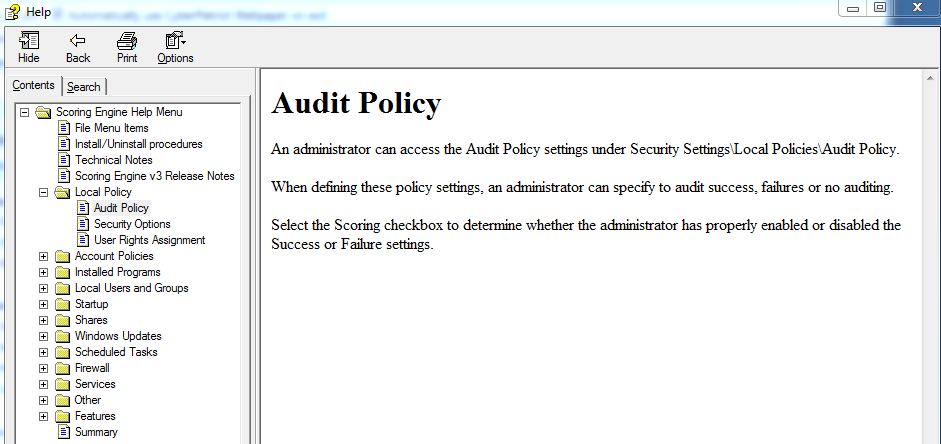 Help
Hide Back Print Options
Contents Search
Scoring Engine Help Menu
File Menu Items
Install/Uninstall procedures
Technical Notes
Scoring Engine v3 Release Notes
Local Policy
Audit Policy
Security Options
User Rights Assignment
Account Policies
Installed Programs
Local Users and Groups
Startup
Shares
Windows Updates
Scheduled Tasks
Firewall
Services
Other
Features
Summary
Audit Policy
An administrator can access the Audit Policy settings under Security Settings\Local Policies\Audit Policy.
When defining these policy settings, an administrator can specify to audit success, failures or no auditing.
Select the Scoring checkbox to determine whether the administrator has properly enabled or disabled the
Success or Failure settings.